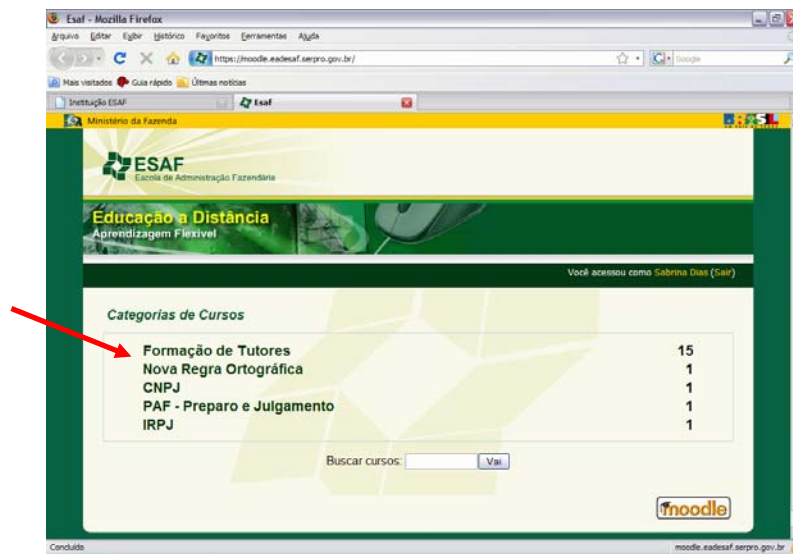 Esaf - Mozilla Firefox
Arquivo Editar Exibir Histórico Favoritos Ferramentas Ajuda
https://moodle.eadesaf.serpro.gov.br/
Google
Mais visitados Guia rápido Últimas notícias
Instituição ESAF
Esaf
Ministério da Fazenda
ESAF
Escola de Administração Fazendária
Educação a Distância
Aprendizagem Flexível
Você acessou como Sabrina Dias (Sair)
Categorias de Cursos
Formação de Tutores 15
Nova Regra Ortográfica 1
CNPJ 1
PAF - Preparo e Julgamento 1
IRPJ 1
Buscar cursos: Vai
moodle
Concluído moodle.eadesaf.serpro.gov.br